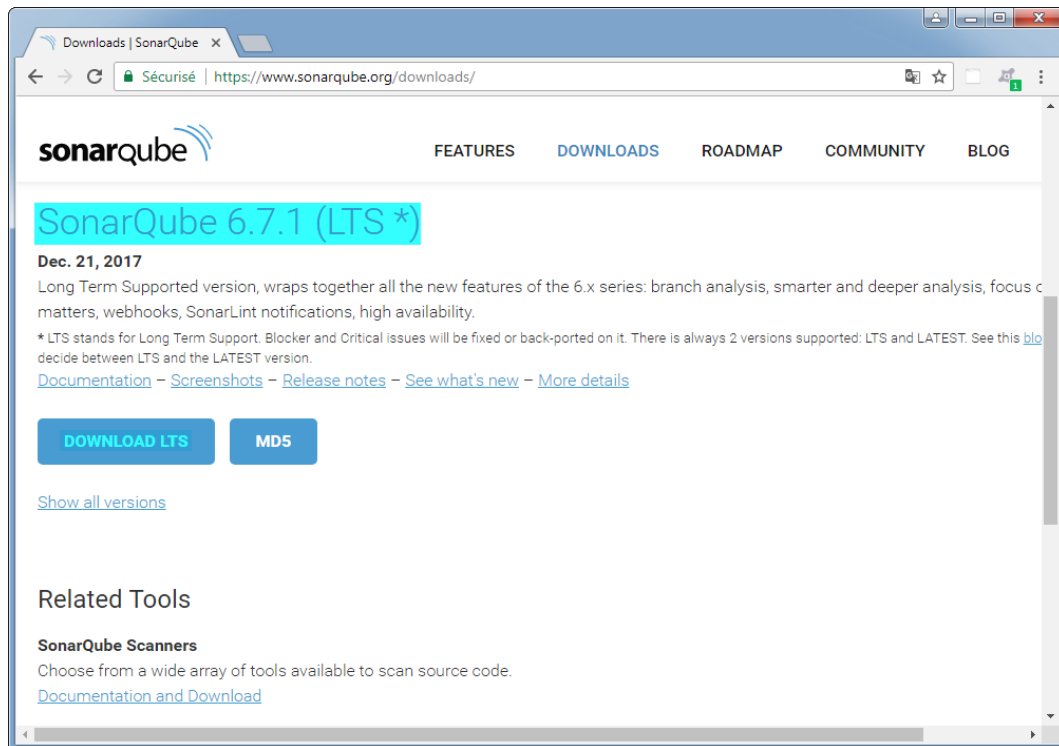 Downloads | SonarQube
Sécurisé | https://www.sonarqube.org/downloads/
1
sonarqube
FEATURES DOWNLOADS ROADMAP COMMUNITY BLOG
SonarQube 6.7.1 (LTS *)
Dec. 21, 2017
Long Term Supported version, wraps together all the new features of the 6.x series: branch analysis, smarter and deeper analysis, focus
matters, webhooks, SonarLint notifications, high availability.
* LTS stands for Long Term Support. Blocker and Critical issues will be fixed or back-ported on it. There is always 2 versions supported: LTS and LATEST. See this blo
decide between LTS and the LATEST version.
Documentation – Screenshots – Release notes – See what's new – More details
DOWNLOAD LTS MD5
Show all versions
Related Tools
SonarQube Scanners
Choose from a wide array of tools available to scan source code.
Documentation and Download